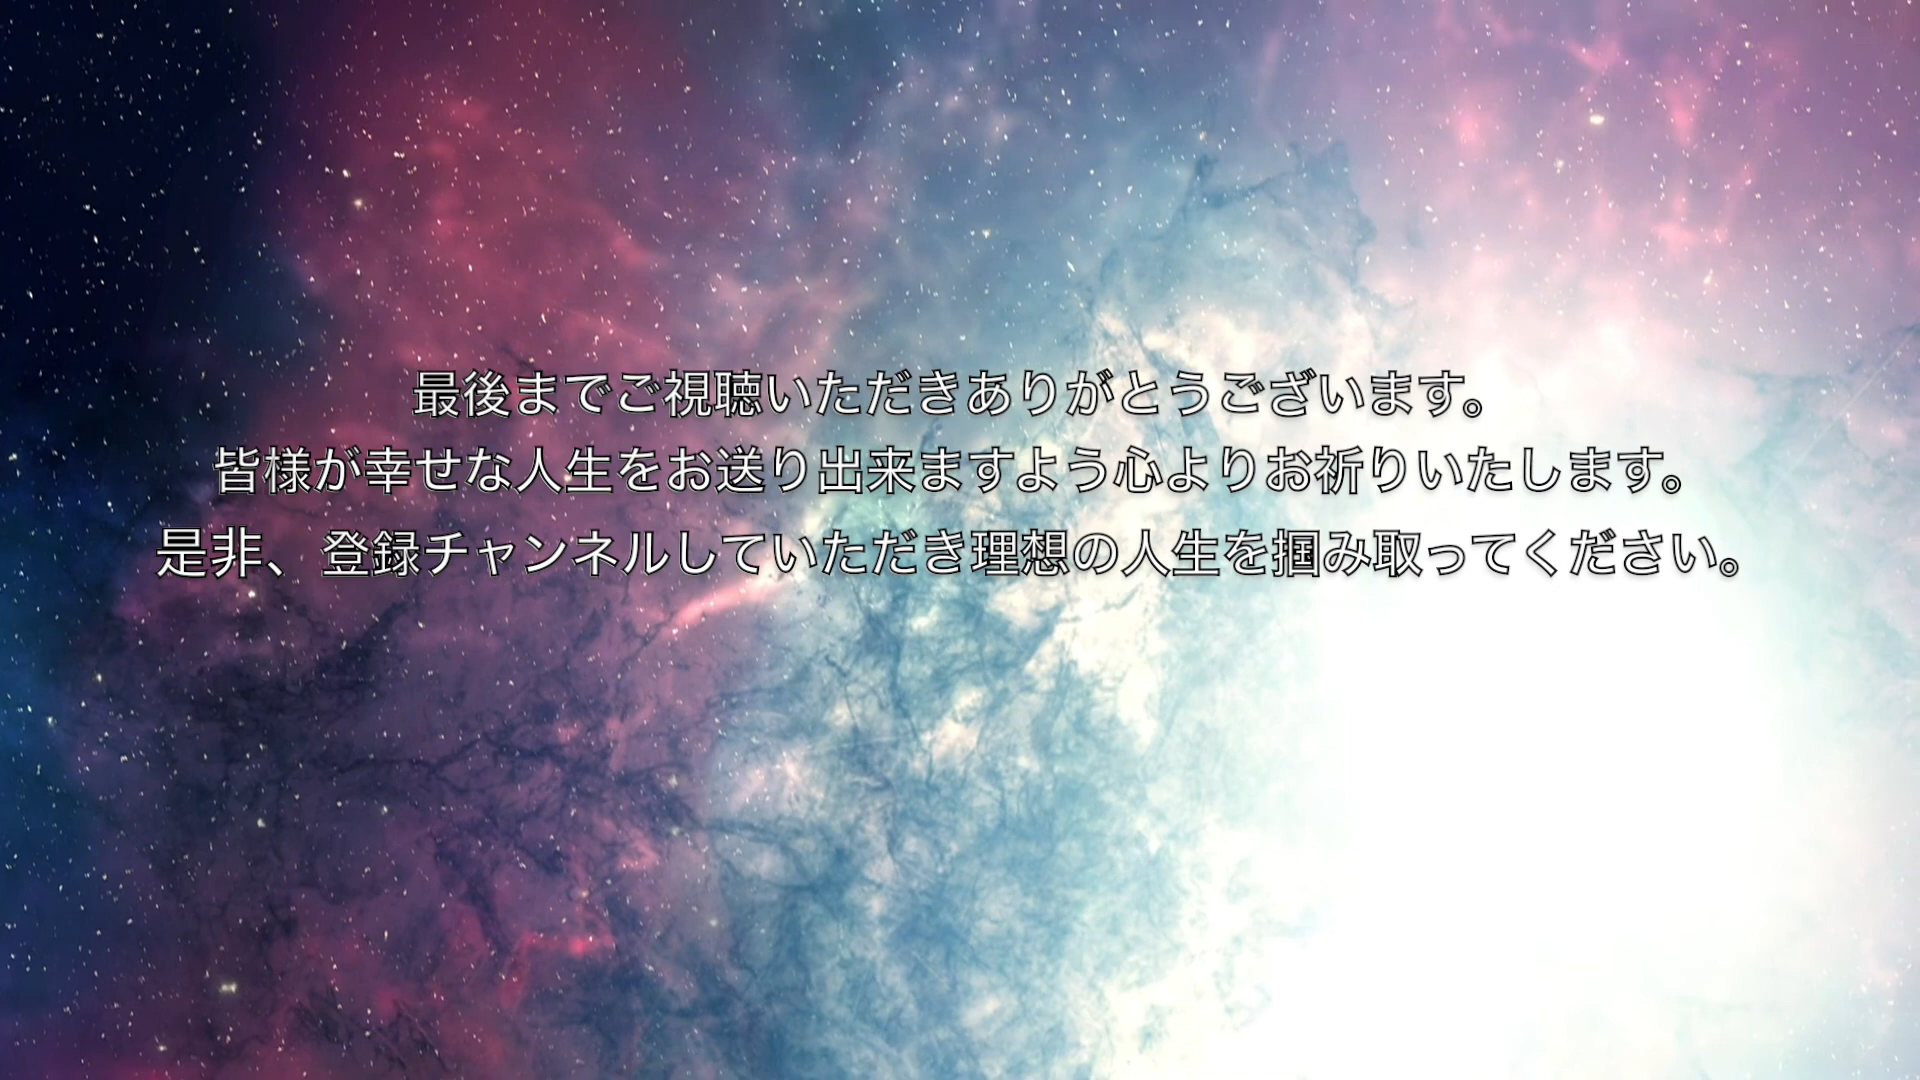 最後までご視聴いただきありがとうございます。
皆様が幸せな人生をお送り出来ますよう心よりお祈りいたします。
是非、登録チャンネルしていただき理想の人生を掴み取ってください。